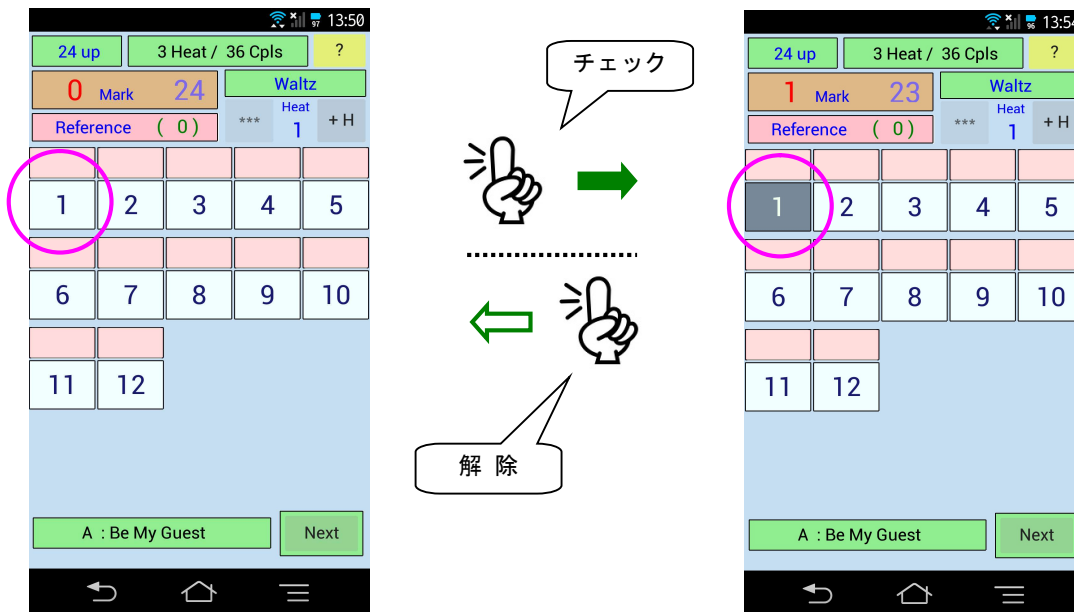 97 13:50
24 up 3 Heat / 36 Cpls ?
0 Mark 24 Waltz
Reference ( 0 ) *** Heat 1 + H
1 2 3 4 5
6 7 8 9 10
11 12
A : Be My Guest Next
チェック
解 除
96 13:54
24 up 3 Heat / 36 Cpls ?
1 Mark 23 Waltz
Reference ( 0 ) *** Heat 1 + H
1 2 3 4 5
6 7 8 9 10
11 12
A : Be My Guest Next